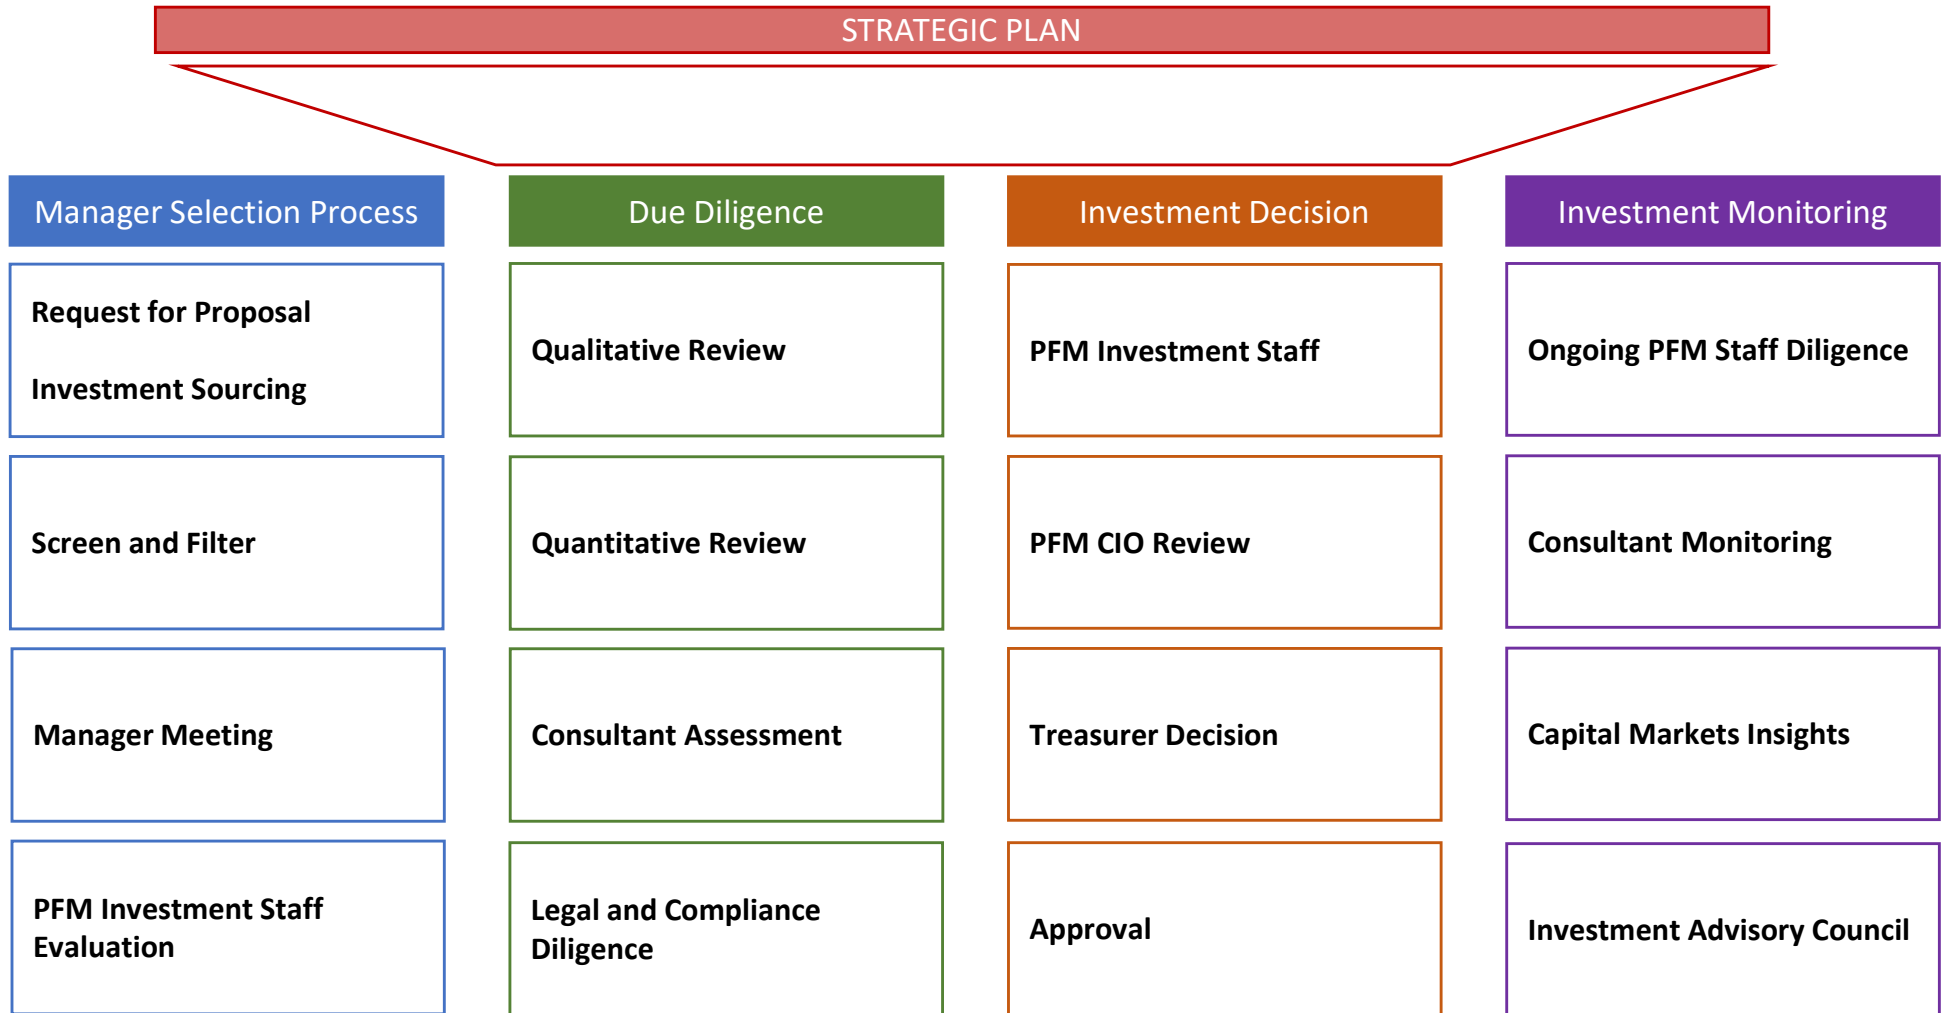 STRATEGIC PLAN
Manager Selection Process
Request for Proposal
Investment Sourcing
Screen and Filter
Manager Meeting
PFM Investment Staff
Evaluation
Due Diligence
Qualitative Review
Quantitative Review
Consultant Assessment
Legal and Compliance
Diligence
Investment Decision
PFM Investment Staff
PFM CIO Review
Treasurer Decision
Approval
Investment Monitoring
Ongoing PFM Staff Diligence
Consultant Monitoring
Capital Markets Insights
Investment Advisory Council